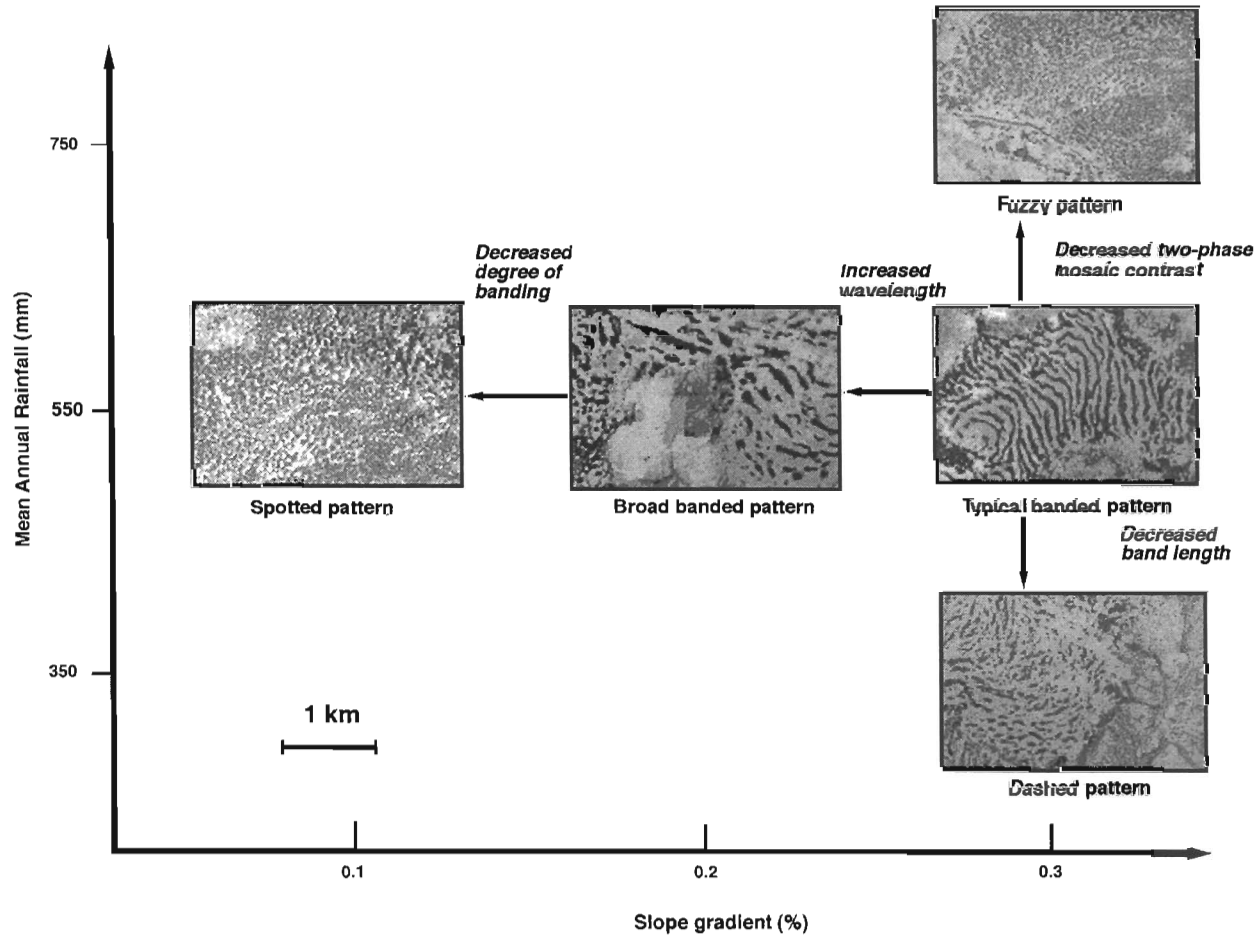 Fuzzy pattern
750
Decreased
degree of
banding
Increased
wavelength
Decreased two-phase
mosaic contrast
Mean Annual Rainfall (mm)
550
Spotted pattern
Broad banded pattern
Typical banded pattern
Decreased
band length
350
1 km
Dashed pattern
0.1
0.2
0.3
Slope gradient (%)